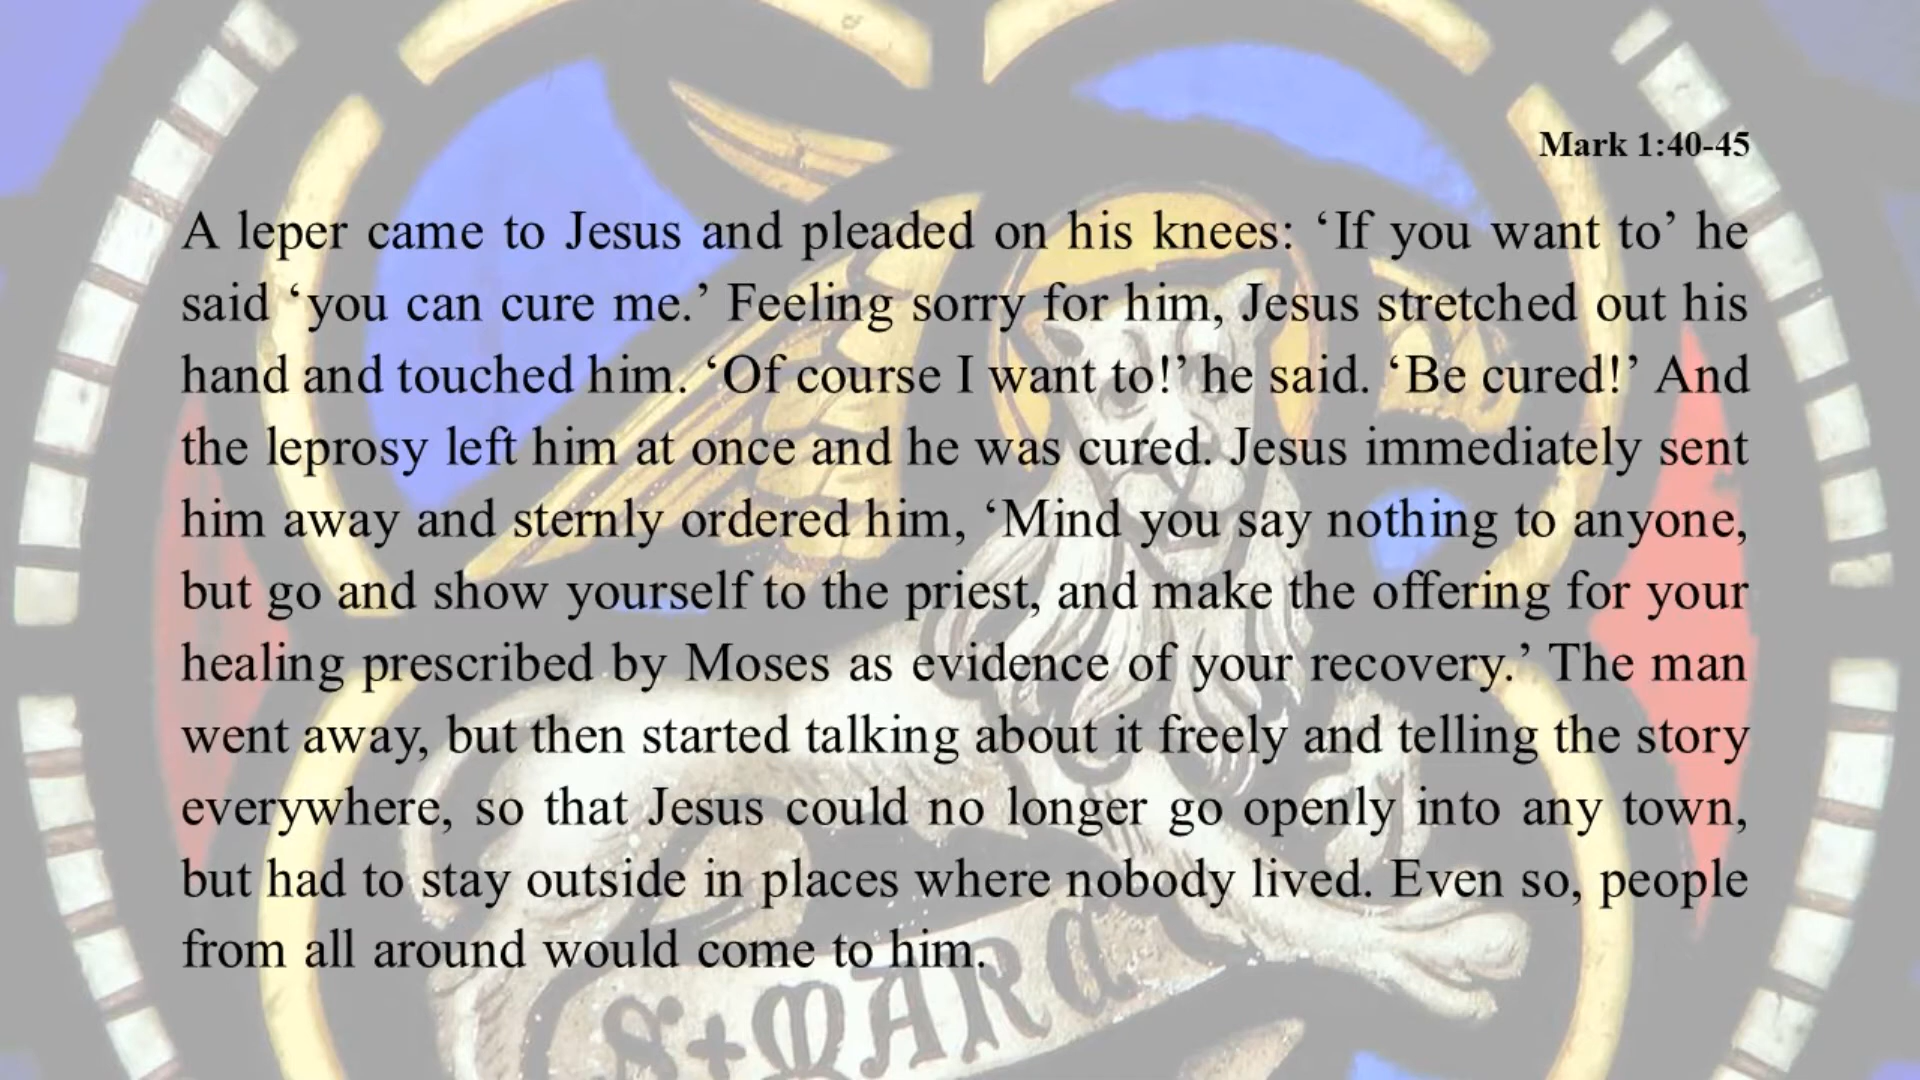 Mark 1:40-45
A leper came to Jesus and pleaded on his knees: ‘If you want to’ he
said ‘you can cure me.’ Feeling sorry for him, Jesus stretched out his
hand and touched him. ‘Of course I want to!’ he said. ‘Be cured!’ And
the leprosy left him at once and he was cured. Jesus immediately sent
him away and sternly ordered him, ‘Mind you say nothing to anyone,
but go and show yourself to the priest, and make the offering for your
healing prescribed by Moses as evidence of your recovery.’ The man
went away, but then started talking about it freely and telling the story
everywhere, so that Jesus could no longer go openly into any town,
but had to stay outside in places where nobody lived. Even so, people
from all around would come to him.
S+MARC